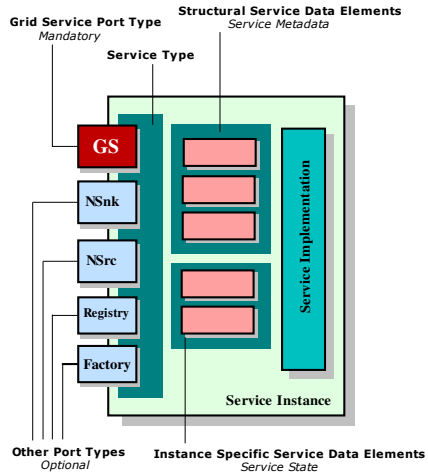 Grid Service Port Type
Mandatory
Structural Service Data Elements
Service Metadata
Service Type
GS
NSnk
NSrc
Registry
Factory
Service Implementation
Service Instance
Other Port Types
Optional
Instance Specific Service Data Elements
Service State